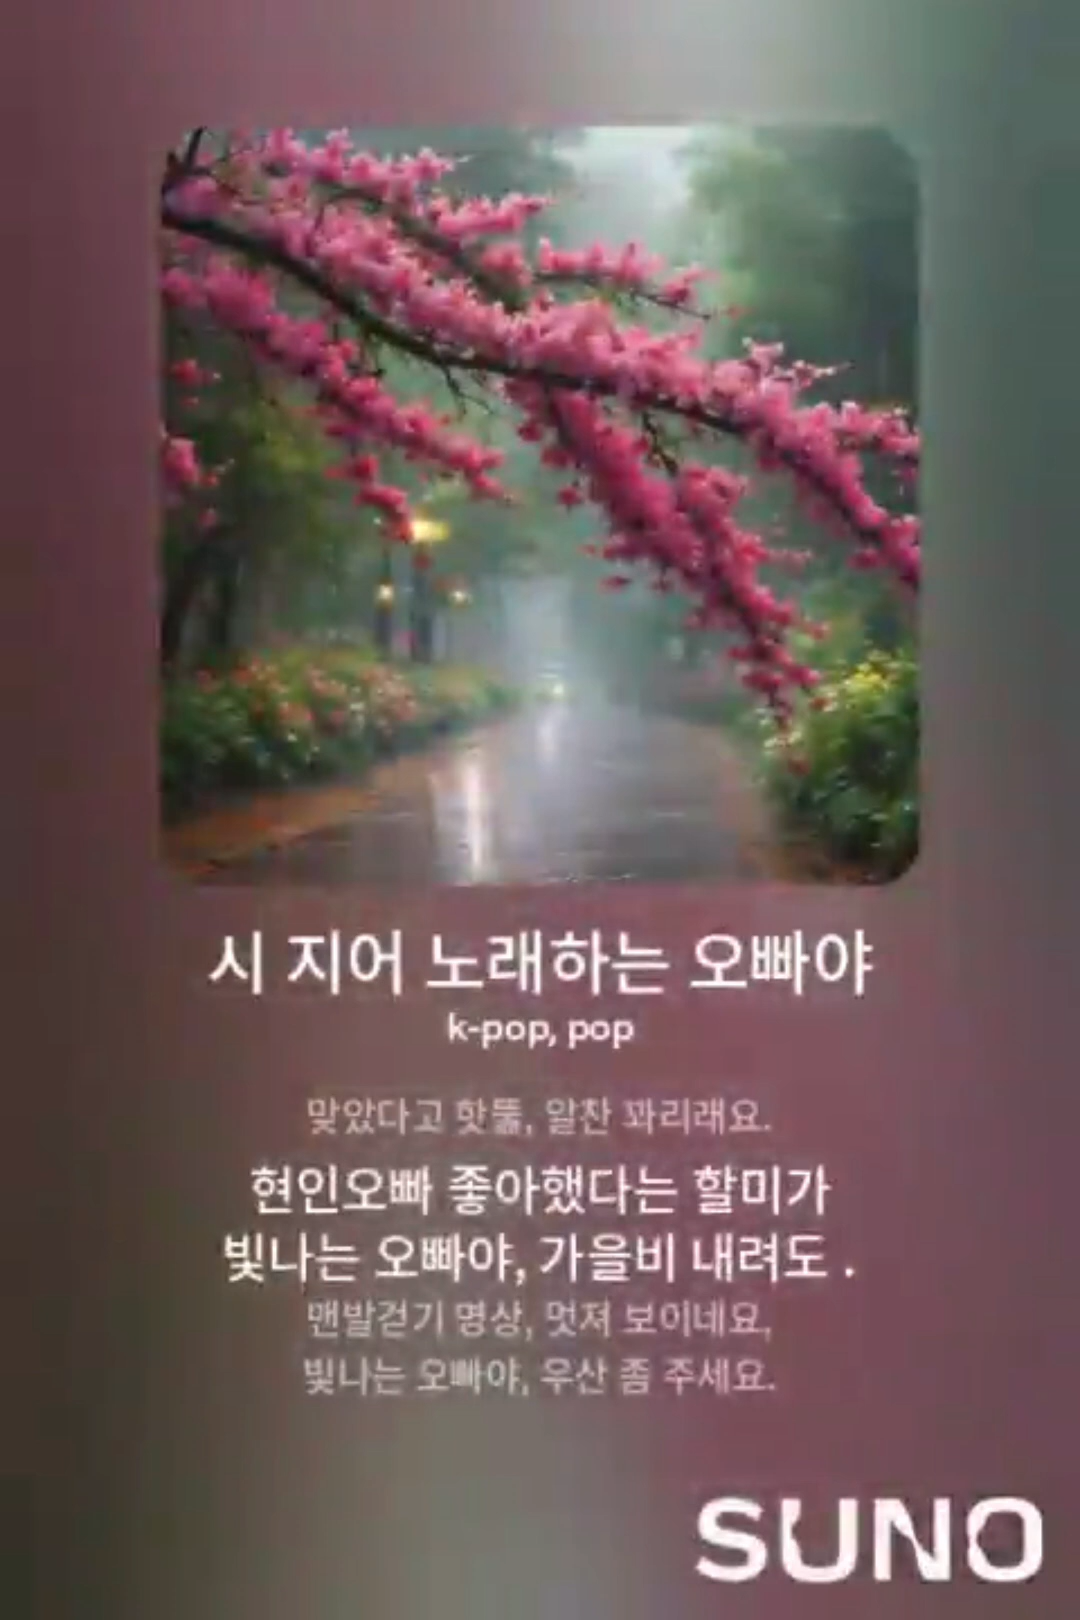 시 지어 노래하는 오빠야
k-pop, pop
맞았다고 핫뚫, 알찬 꽈리래요.
현인오빠 좋아했다는 할미가
빛나는 오빠야, 가을비 내려도 .
맨발걷기 명상, 멋져 보이네요,
빛나는 오빠야, 우산 좀 주세요.
SUNO